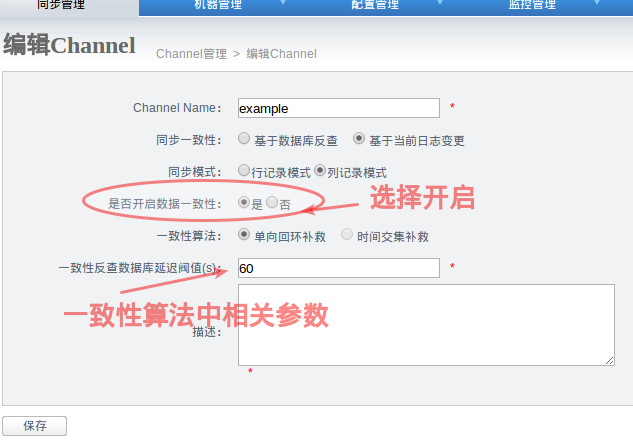 同步管理 机器管理 配置管理 监控管理
编辑Channel Channel管理 > 编辑Channel
Channel Name: example *
同步一致性: 基于数据库反查 基于当前日志变更
同步模式: 行记录模式 列记录模式
是否开启数据一致性: 是 否 选择开启
一致性算法: 单向回环补救 时间交集补救
一致性反查数据库延迟阀值(s): 60 *
一致性算法中相关参数
描述:
*
保存